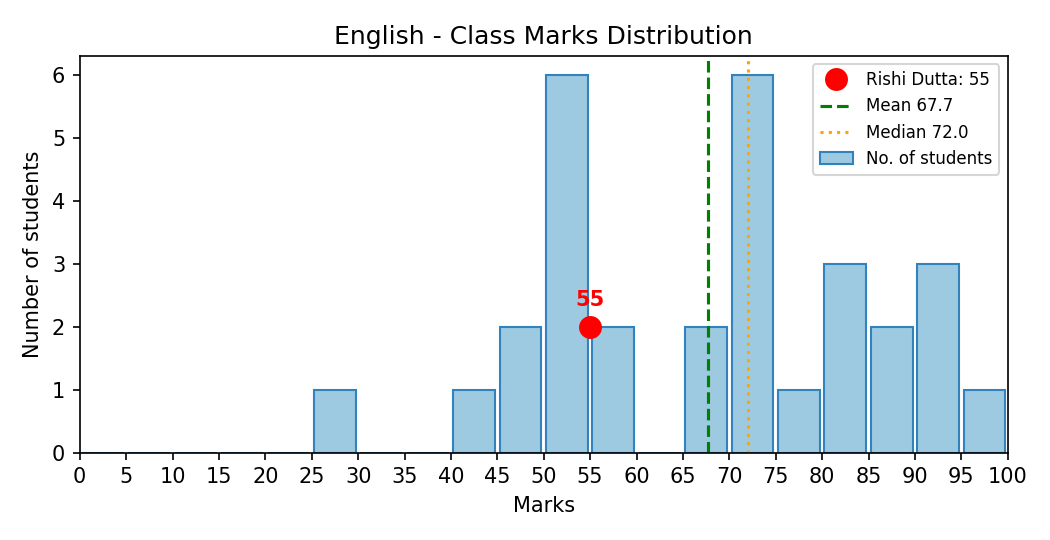 English - Class Marks Distribution
Number of students
6
5
4
3
2
1
0
55
Rishi Dutta: 55
Mean 67.7
Median 72.0
No. of students
0 5 10 15 20 25 30 35 40 45 50 55 60 65 70 75 80 85 90 95 100
Marks